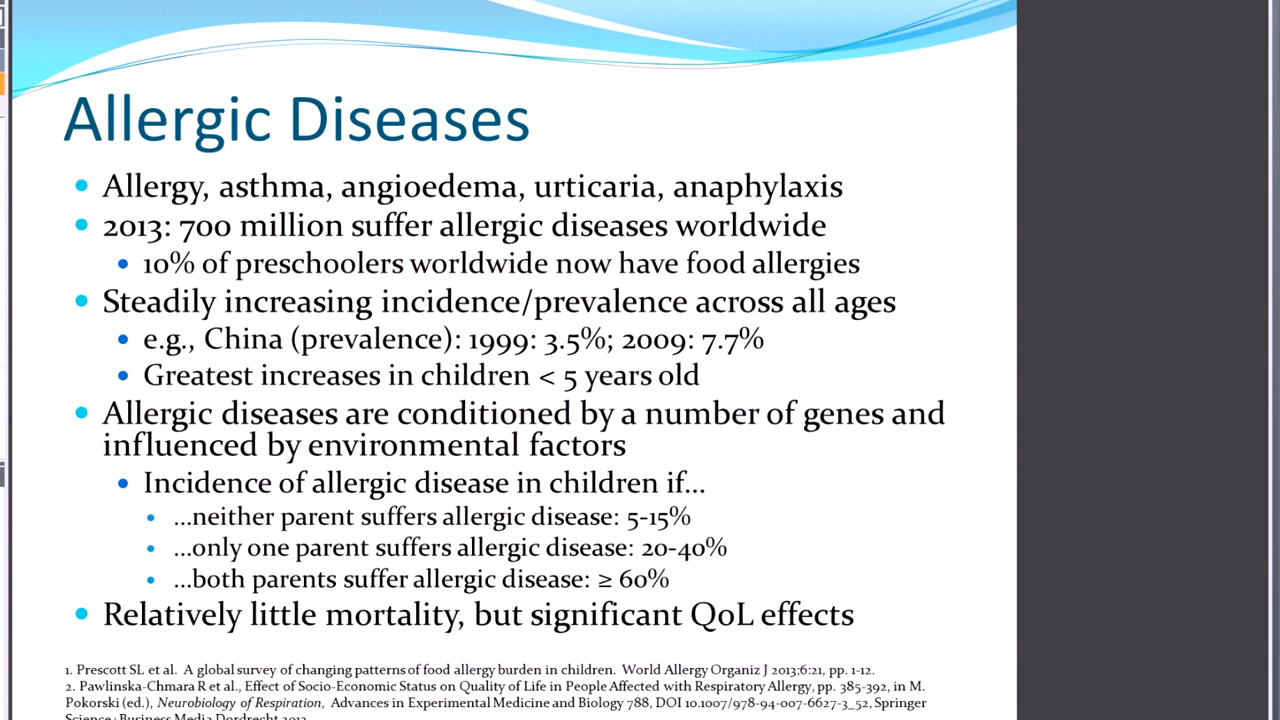 Allergic Diseases
Allergy, asthma, angioedema, urticaria, anaphylaxis
2013: 700 million suffer allergic diseases worldwide
10% of preschoolers worldwide now have food allergies
Steadily increasing incidence/prevalence across all ages
e.g., China (prevalence): 1999: 3.5%; 2009: 7.7%
Greatest increases in children < 5 years old
Allergic diseases are conditioned by a number of genes and
influenced by environmental factors
Incidence of allergic disease in children if…
…neither parent suffers allergic disease: 5-15%
…only one parent suffers allergic disease: 20-40%
…both parents suffer allergic disease: ≥ 60%
Relatively little mortality, but significant QoL effects
1. Prescott SL et al. A global survey of changing patterns of food allergy burden in children. World Allergy Organiz J 2013;6:21, pp. 1-12.
2. Pawlinska-Chmara R et al., Effect of Socio-Economic Status on Quality of Life in People Affected with Respiratory Allergy, pp. 385-392, in M.
Pokorski (ed.), Neurobiology of Respiration, Advances in Experimental Medicine and Biology 788, DOI 10.1007/978-94-007-6627-3_52, Springer
Science+Business Media Dordrecht 2013